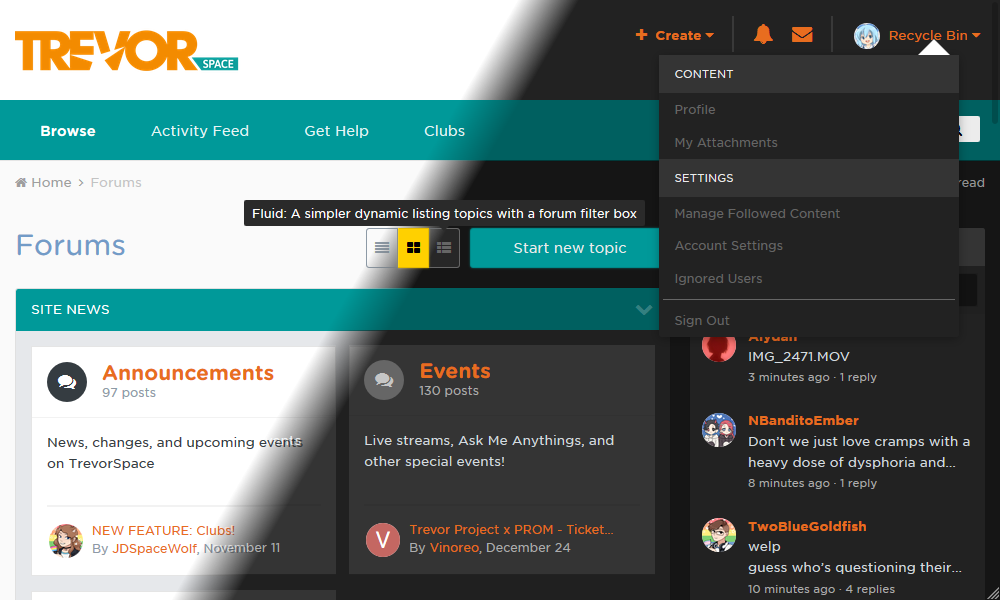 TREVOR
SPACE
Create
Recycle Bin
Browse
Activity Feed
Get Help
Clubs
Home > Forums
read
CONTENT
Profile
My Attachments
SETTINGS
Manage Followed Content
Account Settings
Ignored Users
Sign Out
Fluid: A simpler dynamic listing topics with a forum filter box
Forums
Start new topic
SITE NEWS
Announcements
97 posts
News, changes, and upcoming events
on TrevorSpace
NEW FEATURE: Clubs!
By JDSpaceWolf, November 11
Events
130 posts
Live streams, Ask Me Anythings, and
other special events!
V
Trevor Project x PROM - Ticket...
By Vinoreo, December 24
IMG_2471.MOV
3 minutes ago · 1 reply
NBanditoEmber
Don't we just love cramps with a
heavy dose of dysphoria and...
8 minutes ago · 1 reply
TwoBlueGoldfish
welp
guess who's questioning their...
10 minutes ago · 4 replies